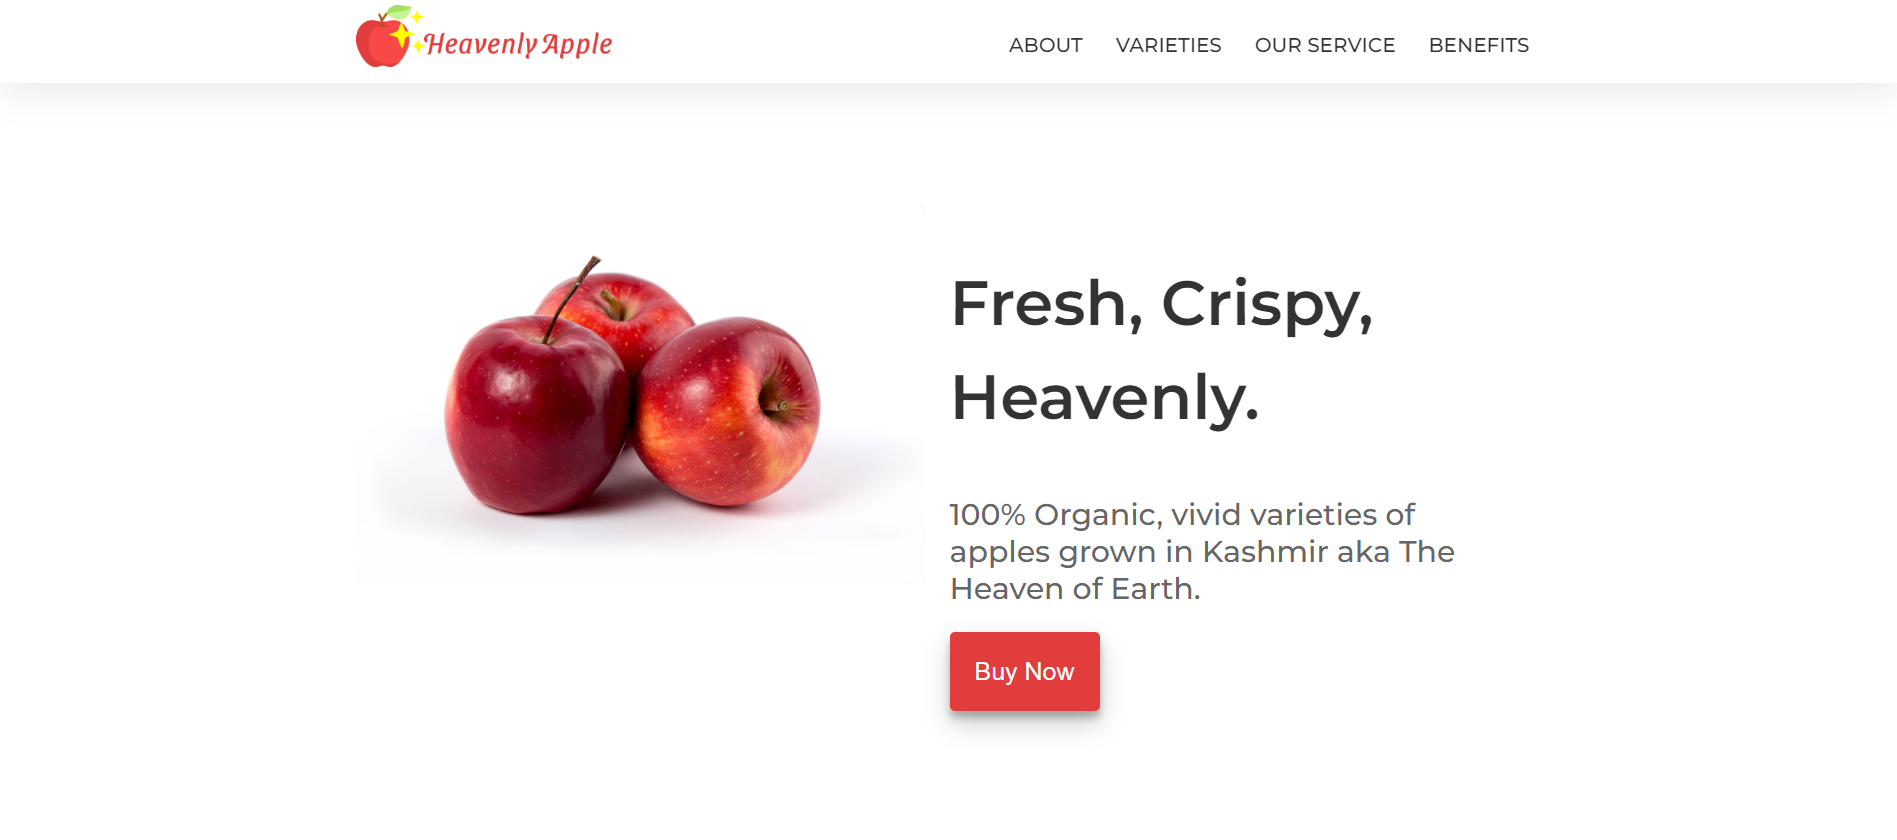 Heavenly Apple
ABOUT VARIETIES OUR SERVICE BENEFITS
Fresh, Crispy,
Heavenly.
100% Organic, vivid varieties of
apples grown in Kashmir aka The
Heaven of Earth.
Buy Now